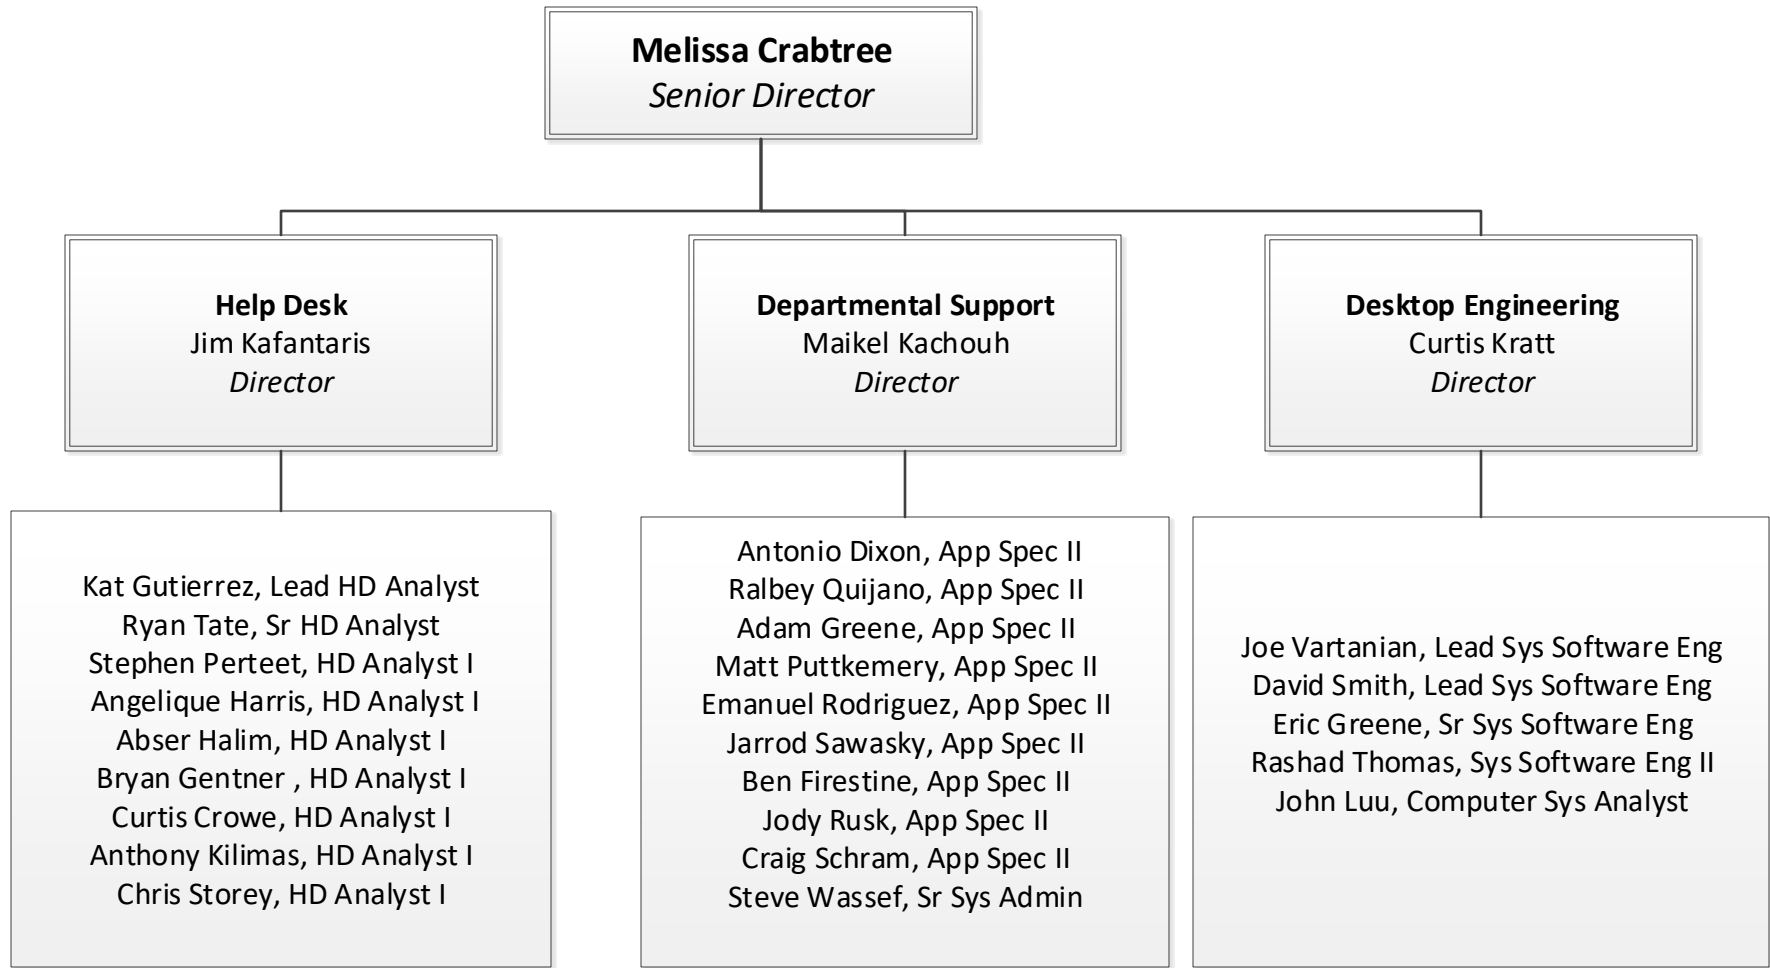 Melissa Crabtree
Senior Director
Help Desk
Jim Kafantaris
Director
Departmental Support
Maikel Kachouh
Director
Desktop Engineering
Curtis Kratt
Director
Kat Gutierrez, Lead HD Analyst
Ryan Tate, Sr HD Analyst
Stephen Perteet, HD Analyst I
Angelique Harris, HD Analyst I
Abser Halim, HD Analyst I
Bryan Gentner , HD Analyst I
Curtis Crowe, HD Analyst I
Anthony Kilimas, HD Analyst I
Chris Storey, HD Analyst I
Antonio Dixon, App Spec II
Ralbey Quijano, App Spec II
Adam Greene, App Spec II
Matt Puttkemery, App Spec II
Emanuel Rodriguez, App Spec II
Jarrod Sawasky, App Spec II
Ben Firestine, App Spec II
Jody Rusk, App Spec II
Craig Schram, App Spec II
Steve Wassef, Sr Sys Admin
Joe Vartanian, Lead Sys Software Eng
David Smith, Lead Sys Software Eng
Eric Greene, Sr Sys Software Eng
Rashad Thomas, Sys Software Eng II
John Luu, Computer Sys Analyst